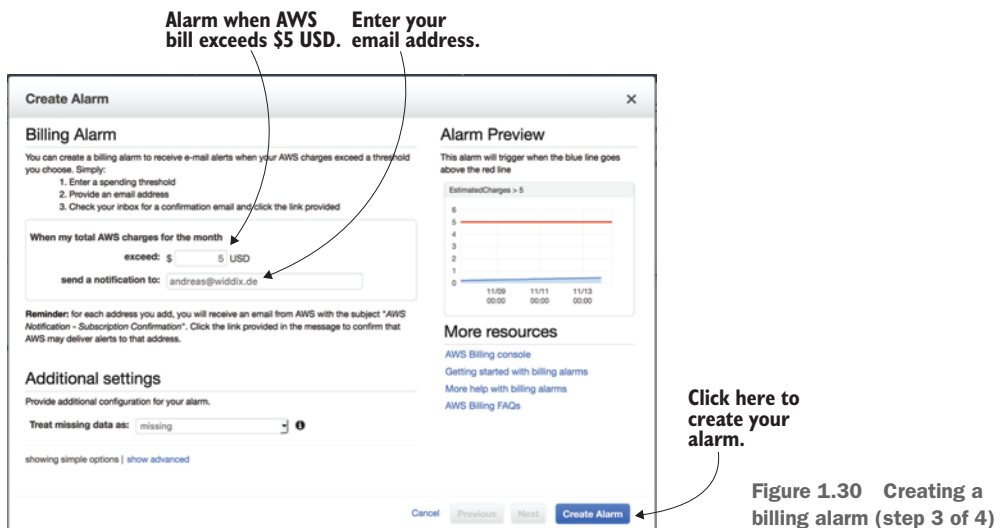 Alarm when AWS
bill exceeds $5 USD.
Enter your
email address.
Create Alarm
×
Billing Alarm
You can create a billing alarm to receive e-mail alerts when your AWS charges exceed a threshold
you choose. Simply:
1. Enter a spending threshold
2. Provide an email address
3. Check your inbox for a confirmation email and click the link provided
When my total AWS charges for the month
exceed: $ 5 USD
send a notification to: andreas@widdix.de
Reminder: for each address you add, you will receive an email from AWS with the subject "AWS
Notification - Subscription Confirmation". Click the link provided in the message to confirm that
AWS may deliver alerts to that address.
Additional settings
Provide additional configuration for your alarm.
Treat missing data as: missing
showing simple options | show advanced
Alarm Preview
This alarm will trigger when the blue line goes
above the red line
EstimatedCharges > 5
6
5
4
3
2
1
0
11/09 11/11 11/13
00:00 00:00 00:00
More resources
AWS Billing console
Getting started with billing alarms
More help with billing alarms
AWS Billing FAQs
Cancel Previous Next Create Alarm
Click here to
create your
alarm.
Figure 1.30 Creating a
billing alarm (step 3 of 4)